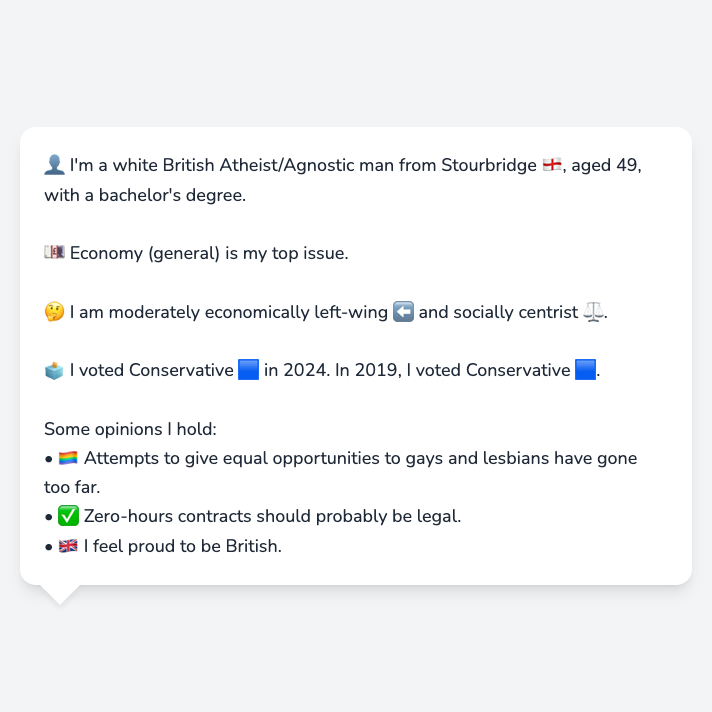 👤 I'm a white British Atheist/Agnostic man from Stourbridge 🏴󠁧󠁢󠁥󠁮󠁧󠁿, aged 49,
with a bachelor's degree.
💷 Economy (general) is my top issue.
🤔 I am moderately economically left-wing ⬅️ and socially centrist ⚖️.
🗳️ I voted Conservative 🟦 in 2024. In 2019, I voted Conservative 🟦.
Some opinions I hold:
• 🏳️‍🌈 Attempts to give equal opportunities to gays and lesbians have gone
too far.
• ✅ Zero-hours contracts should probably be legal.
• 🇬🇧 I feel proud to be British.